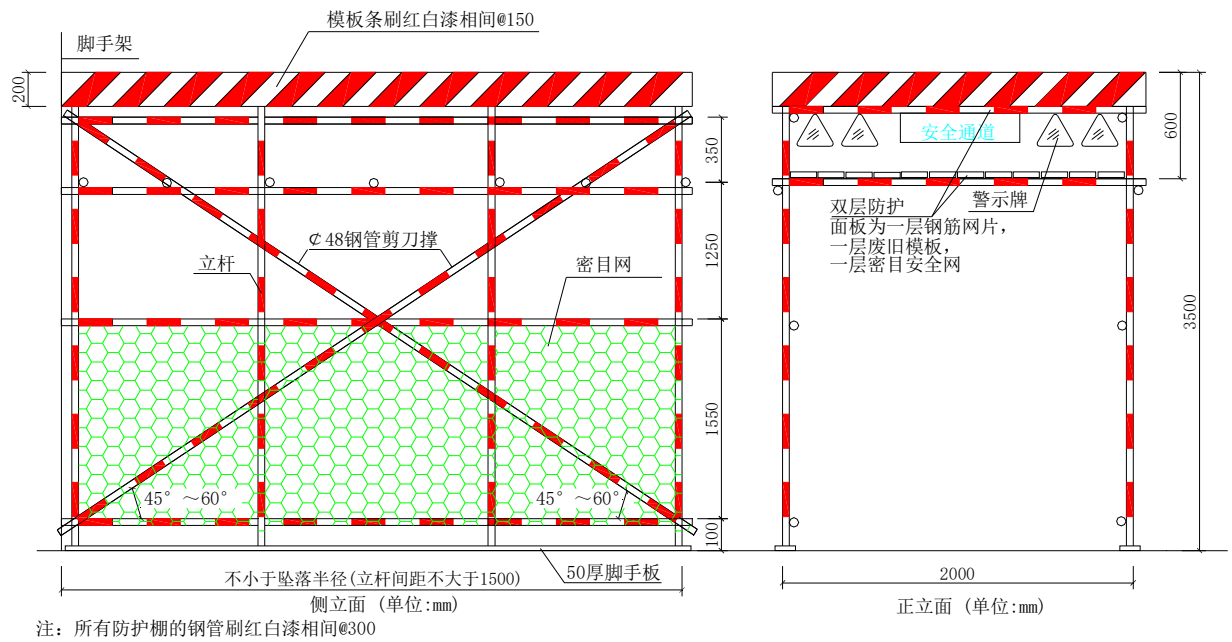 模板条刷红白漆相间@150
脚手架
200
安全通道
600
350
双层防护
警示牌
面板为一层钢筋网片,
一层废旧模板,
一层密目安全网
¢48钢管剪刀撑
立杆
密目网
1250
3500
1550
45° ～60°
45° ～60°
100
50厚脚手板
不小于坠落半径(立杆间距不大于1500)
2000
侧立面 (单位:mm)
正立面 (单位:mm)
注: 所有防护棚的钢管刷红白漆相间@300